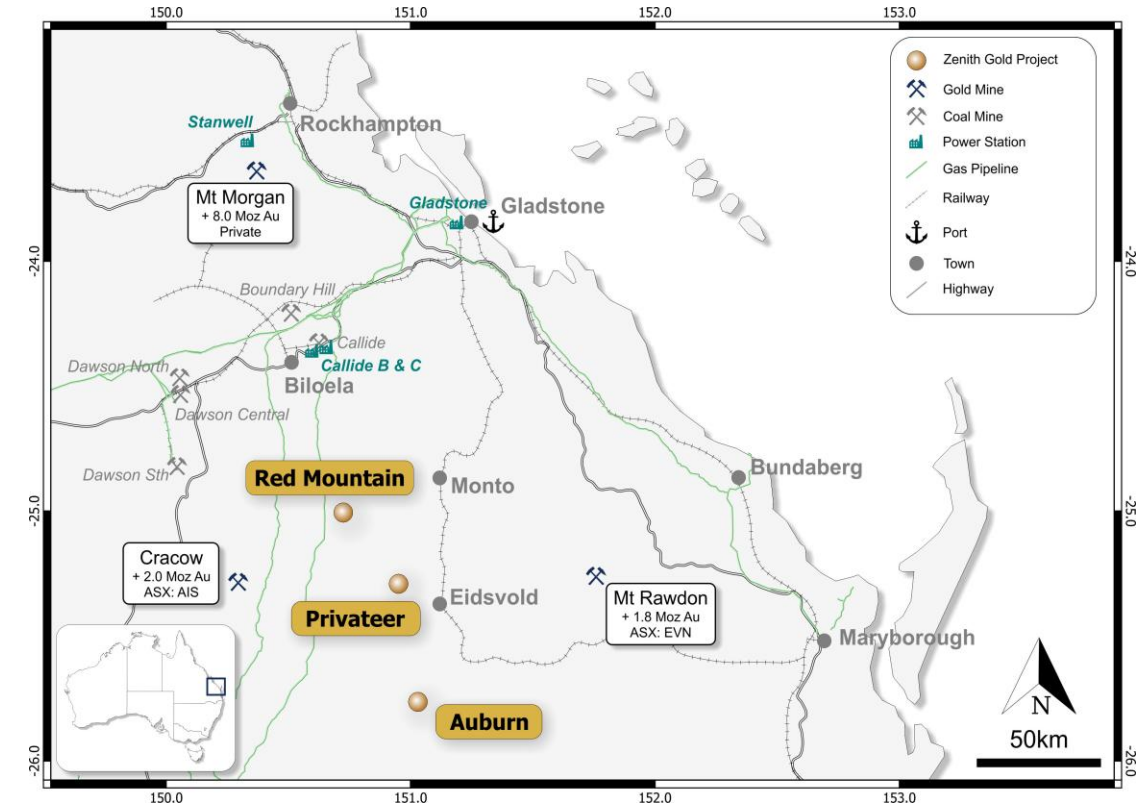 150.0
151.0
152.0
153.0
Zenith Gold Project
Gold Mine
Coal Mine
Power Station
Gas Pipeline
Railway
Port
Town
Highway
Stanwell
Rockhampton
Mt Morgan
+ 8.0 Moz Au
Private
Gladstone
Gladstone
-24.0
-24.0
Boundary Hill
Callide
Dawson North
Callide B & C
Biloela
Dawson Central
Dawson Sth
Red Mountain
Monto
Bundaberg
-25.0
-25.0
Cracow
+ 2.0 Moz Au
ASX: AIS
Privateer
Eidsvold
Mt Rawdon
+ 1.8 Moz Au
ASX: EVN
Maryborough
Auburn
N
50km
-26.0
-26.0
150.0
151.0
152.0
153.0